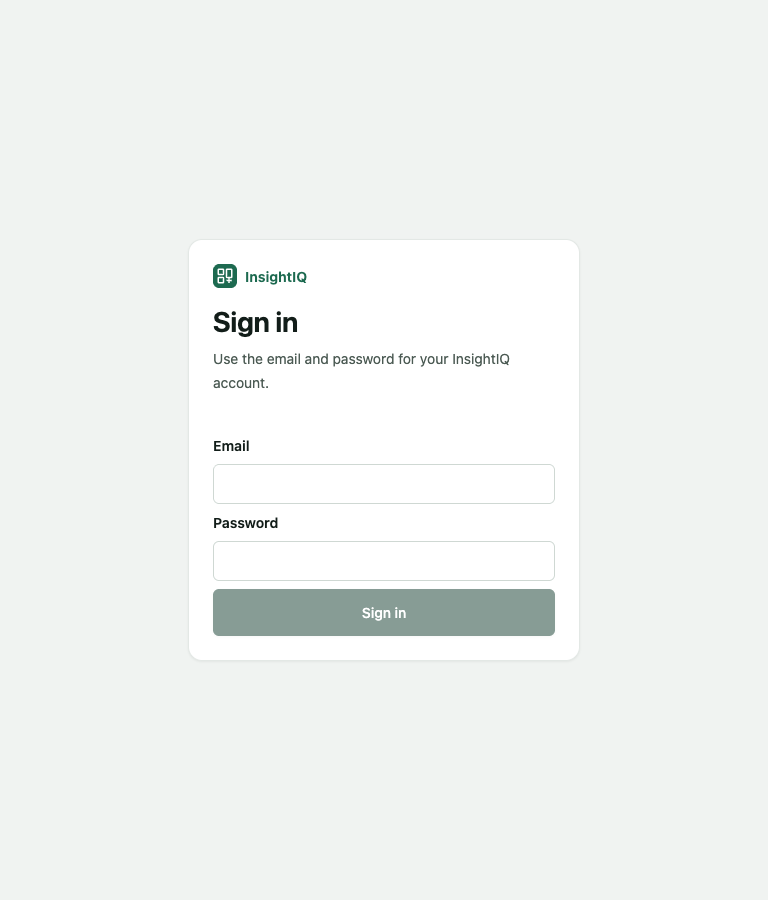 InsightIQ
Sign in
Use the email and password for your InsightIQ
account.
Email
Password
Sign in